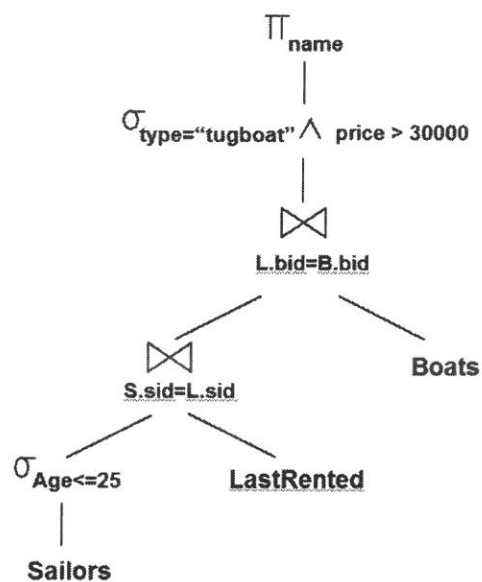 π name
σ type="tugboat" ∧ price > 30000
⋈
L.bid=B.bid
⋈
S.sid=L.sid
Boats
σ Age<=25
LastRented
Sailors